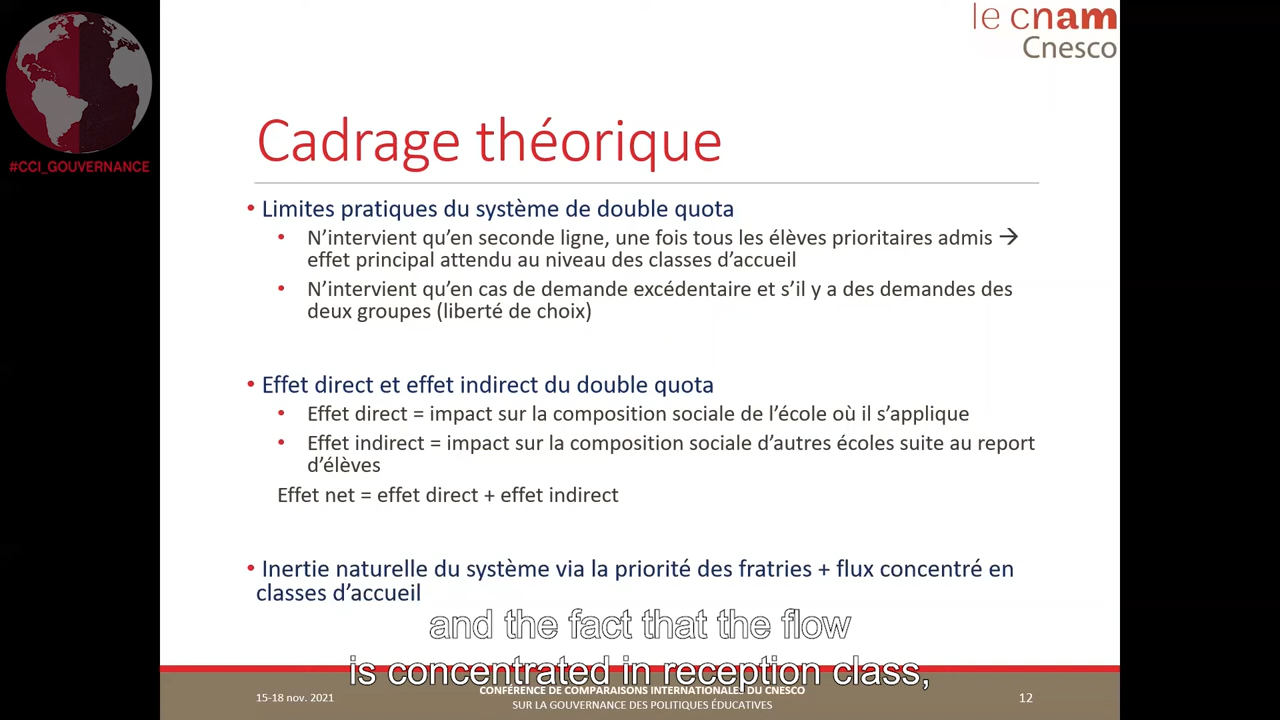 le cnam
Cnesco
#CCI_GOUVERNANCE
Cadrage théorique
• Limites pratiques du système de double quota
• N’intervient qu’en seconde ligne, une fois tous les élèves prioritaires admis →
effet principal attendu au niveau des classes d’accueil
• N’intervient qu’en cas de demande excédentaire et s’il y a des demandes des
deux groupes (liberté de choix)
• Effet direct et effet indirect du double quota
• Effet direct = impact sur la composition sociale de l’école où il s’applique
• Effet indirect = impact sur la composition sociale d’autres écoles suite au report
d’élèves
Effet net = effet direct + effet indirect
• Inertie naturelle du système via la priorité des fratries + flux concentré en
classes d’accueil
and the fact that the flow
is concentrated in reception class,
15-18 nov. 2021
CONFÉRENCE DE COMPARAISONS INTERNATIONALES DU CNESCO
SUR LA GOUVERNANCE DES POLITIQUES ÉDUCATIVES
12